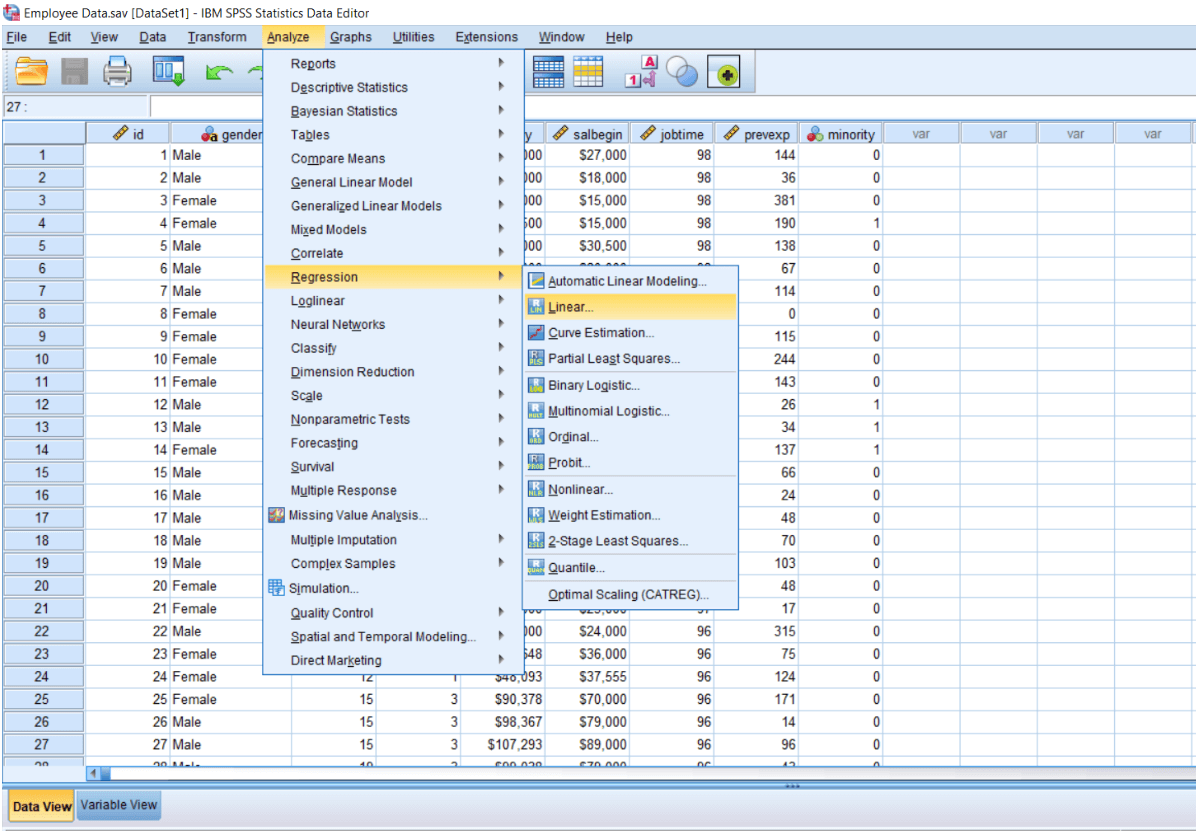 Employee Data.sav [DataSet1] - IBM SPSS Statistics Data Editor
File Edit View Data Transform Analyze Graphs Utilities Extensions Window Help
27 :
id gender salbegin jobtime prevexp minority var var var var
1 1 Male $27,000 98 144 0
2 2 Male $18,000 98 36 0
3 3 Female $15,000 98 381 0
4 4 Female $15,000 98 190 1
5 5 Male $30,500 98 138 0
6 6 Male 67 0
7 7 Male 114 0
8 8 Female 0 0
9 9 Female 115 0
10 10 Female 244 0
11 11 Female 143 0
12 12 Male 26 1
13 13 Male 34 1
14 14 Female 137 1
15 15 Male 66 0
16 16 Male 24 0
17 17 Male 48 0
18 18 Male 70 0
19 19 Male 103 0
20 20 Female 48 0
21 21 Female 17 0
22 22 Male $24,000 96 315 0
23 23 Female $36,000 96 75 0
24 24 Female 12 1 $48,093 $37,555 96 124 0
25 25 Female 15 3 $90,378 $70,000 96 171 0
26 26 Male 15 3 $98,367 $79,000 96 14 0
27 27 Male 15 3 $107,293 $89,000 96 96 0
Reports
Descriptive Statistics
Bayesian Statistics
Tables
Compare Means
General Linear Model
Generalized Linear Models
Mixed Models
Correlate
Regression
Loglinear
Neural Networks
Classify
Dimension Reduction
Scale
Nonparametric Tests
Forecasting
Survival
Multiple Response
Missing Value Analysis...
Multiple Imputation
Complex Samples
Simulation...
Quality Control
Spatial and Temporal Modeling...
Direct Marketing
Automatic Linear Modeling...
Linear...
Curve Estimation...
Partial Least Squares...
Binary Logistic...
Multinomial Logistic...
Ordinal...
Probit...
Nonlinear...
Weight Estimation...
2-Stage Least Squares...
Quantile...
Optimal Scaling (CATREG)...
Data View Variable View